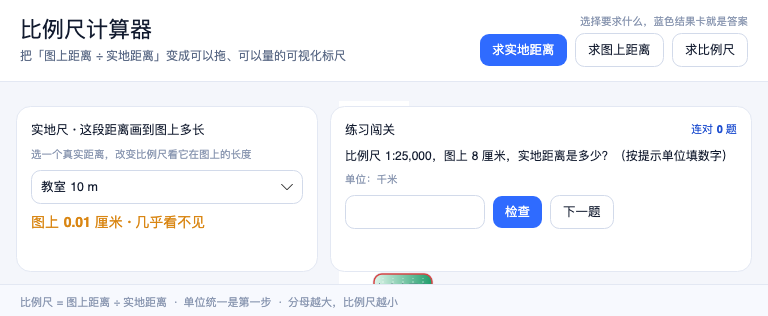 比例尺计算器
把「图上距离 ÷ 实地距离」变成可以拖、可以量的可视化标尺
选择要求什么，蓝色结果卡就是答案
求实地距离
求图上距离
求比例尺
实地尺 · 这段距离画到图上多长
选一个真实距离，改变比例尺看它在图上的长度
教室 10 m
图上 0.01 厘米 · 几乎看不见
练习闯关
连对 0 题
比例尺 1:25,000，图上 8 厘米，实地距离是多少？（按提示单位填数字）
单位：千米
检查
下一题
比例尺 = 图上距离 ÷ 实地距离 · 单位统一是第一步 · 分母越大，比例尺越小